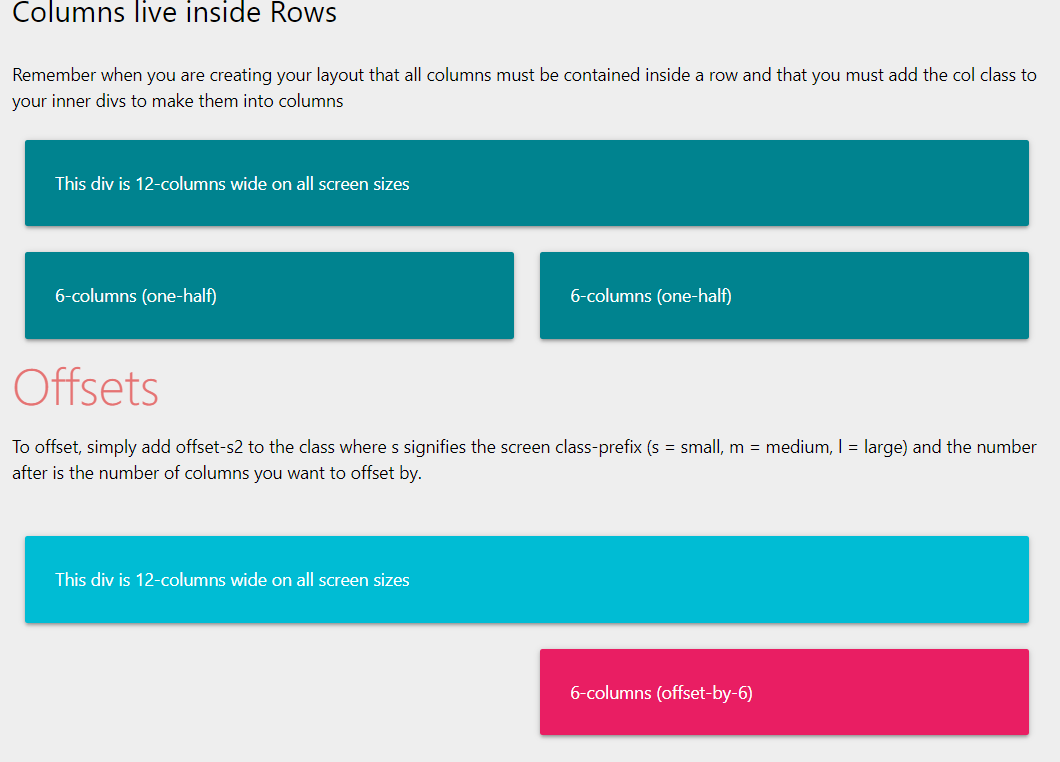 Columns live inside Rows
Remember when you are creating your layout that all columns must be contained inside a row and that you must add the col class to
your inner divs to make them into columns
This div is 12-columns wide on all screen sizes
6-columns (one-half)
6-columns (one-half)
Offsets
To offset, simply add offset-s2 to the class where s signifies the screen class-prefix (s = small, m = medium, l = large) and the number
after is the number of columns you want to offset by.
This div is 12-columns wide on all screen sizes
6-columns (offset-by-6)